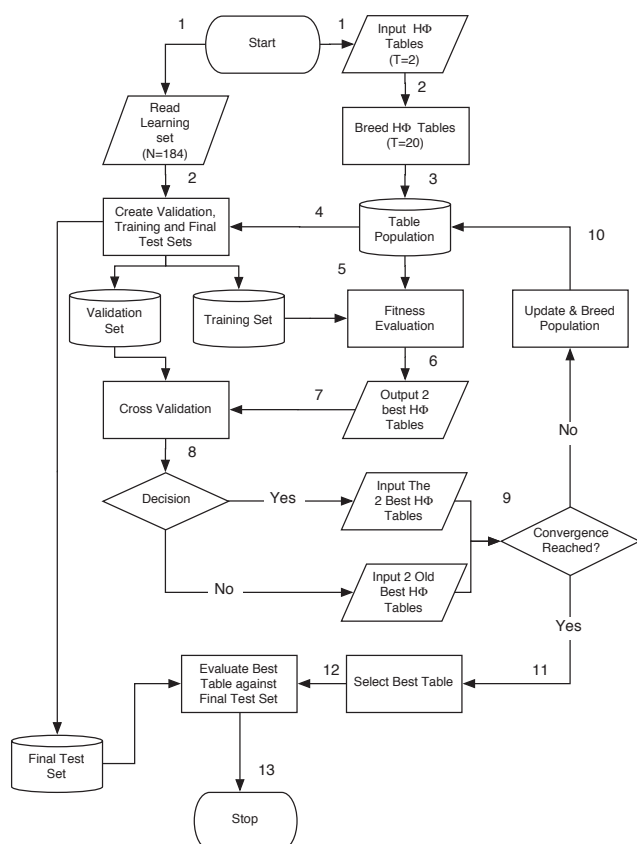 1
1
Start
Input HΦ
Tables
(T=2)
2
Read
Learning
set
(N=184)
Breed HΦ Tables
(T=20)
2
3
Create Validation,
Training and Final
Test Sets
4
Table
Population
10
5
Validation
Set
Training Set
Fitness
Evaluation
Update & Breed
Population
6
Cross Validation
7
Output 2
best HΦ
Tables
No
8
Decision
Yes
Input The
2 Best HΦ
Tables
9
Convergence
Reached?
No
Input 2 Old
Best HΦ
Tables
Yes
Evaluate Best
Table against
Final Test Set
12
Select Best Table
11
Final Test
Set
13
Stop